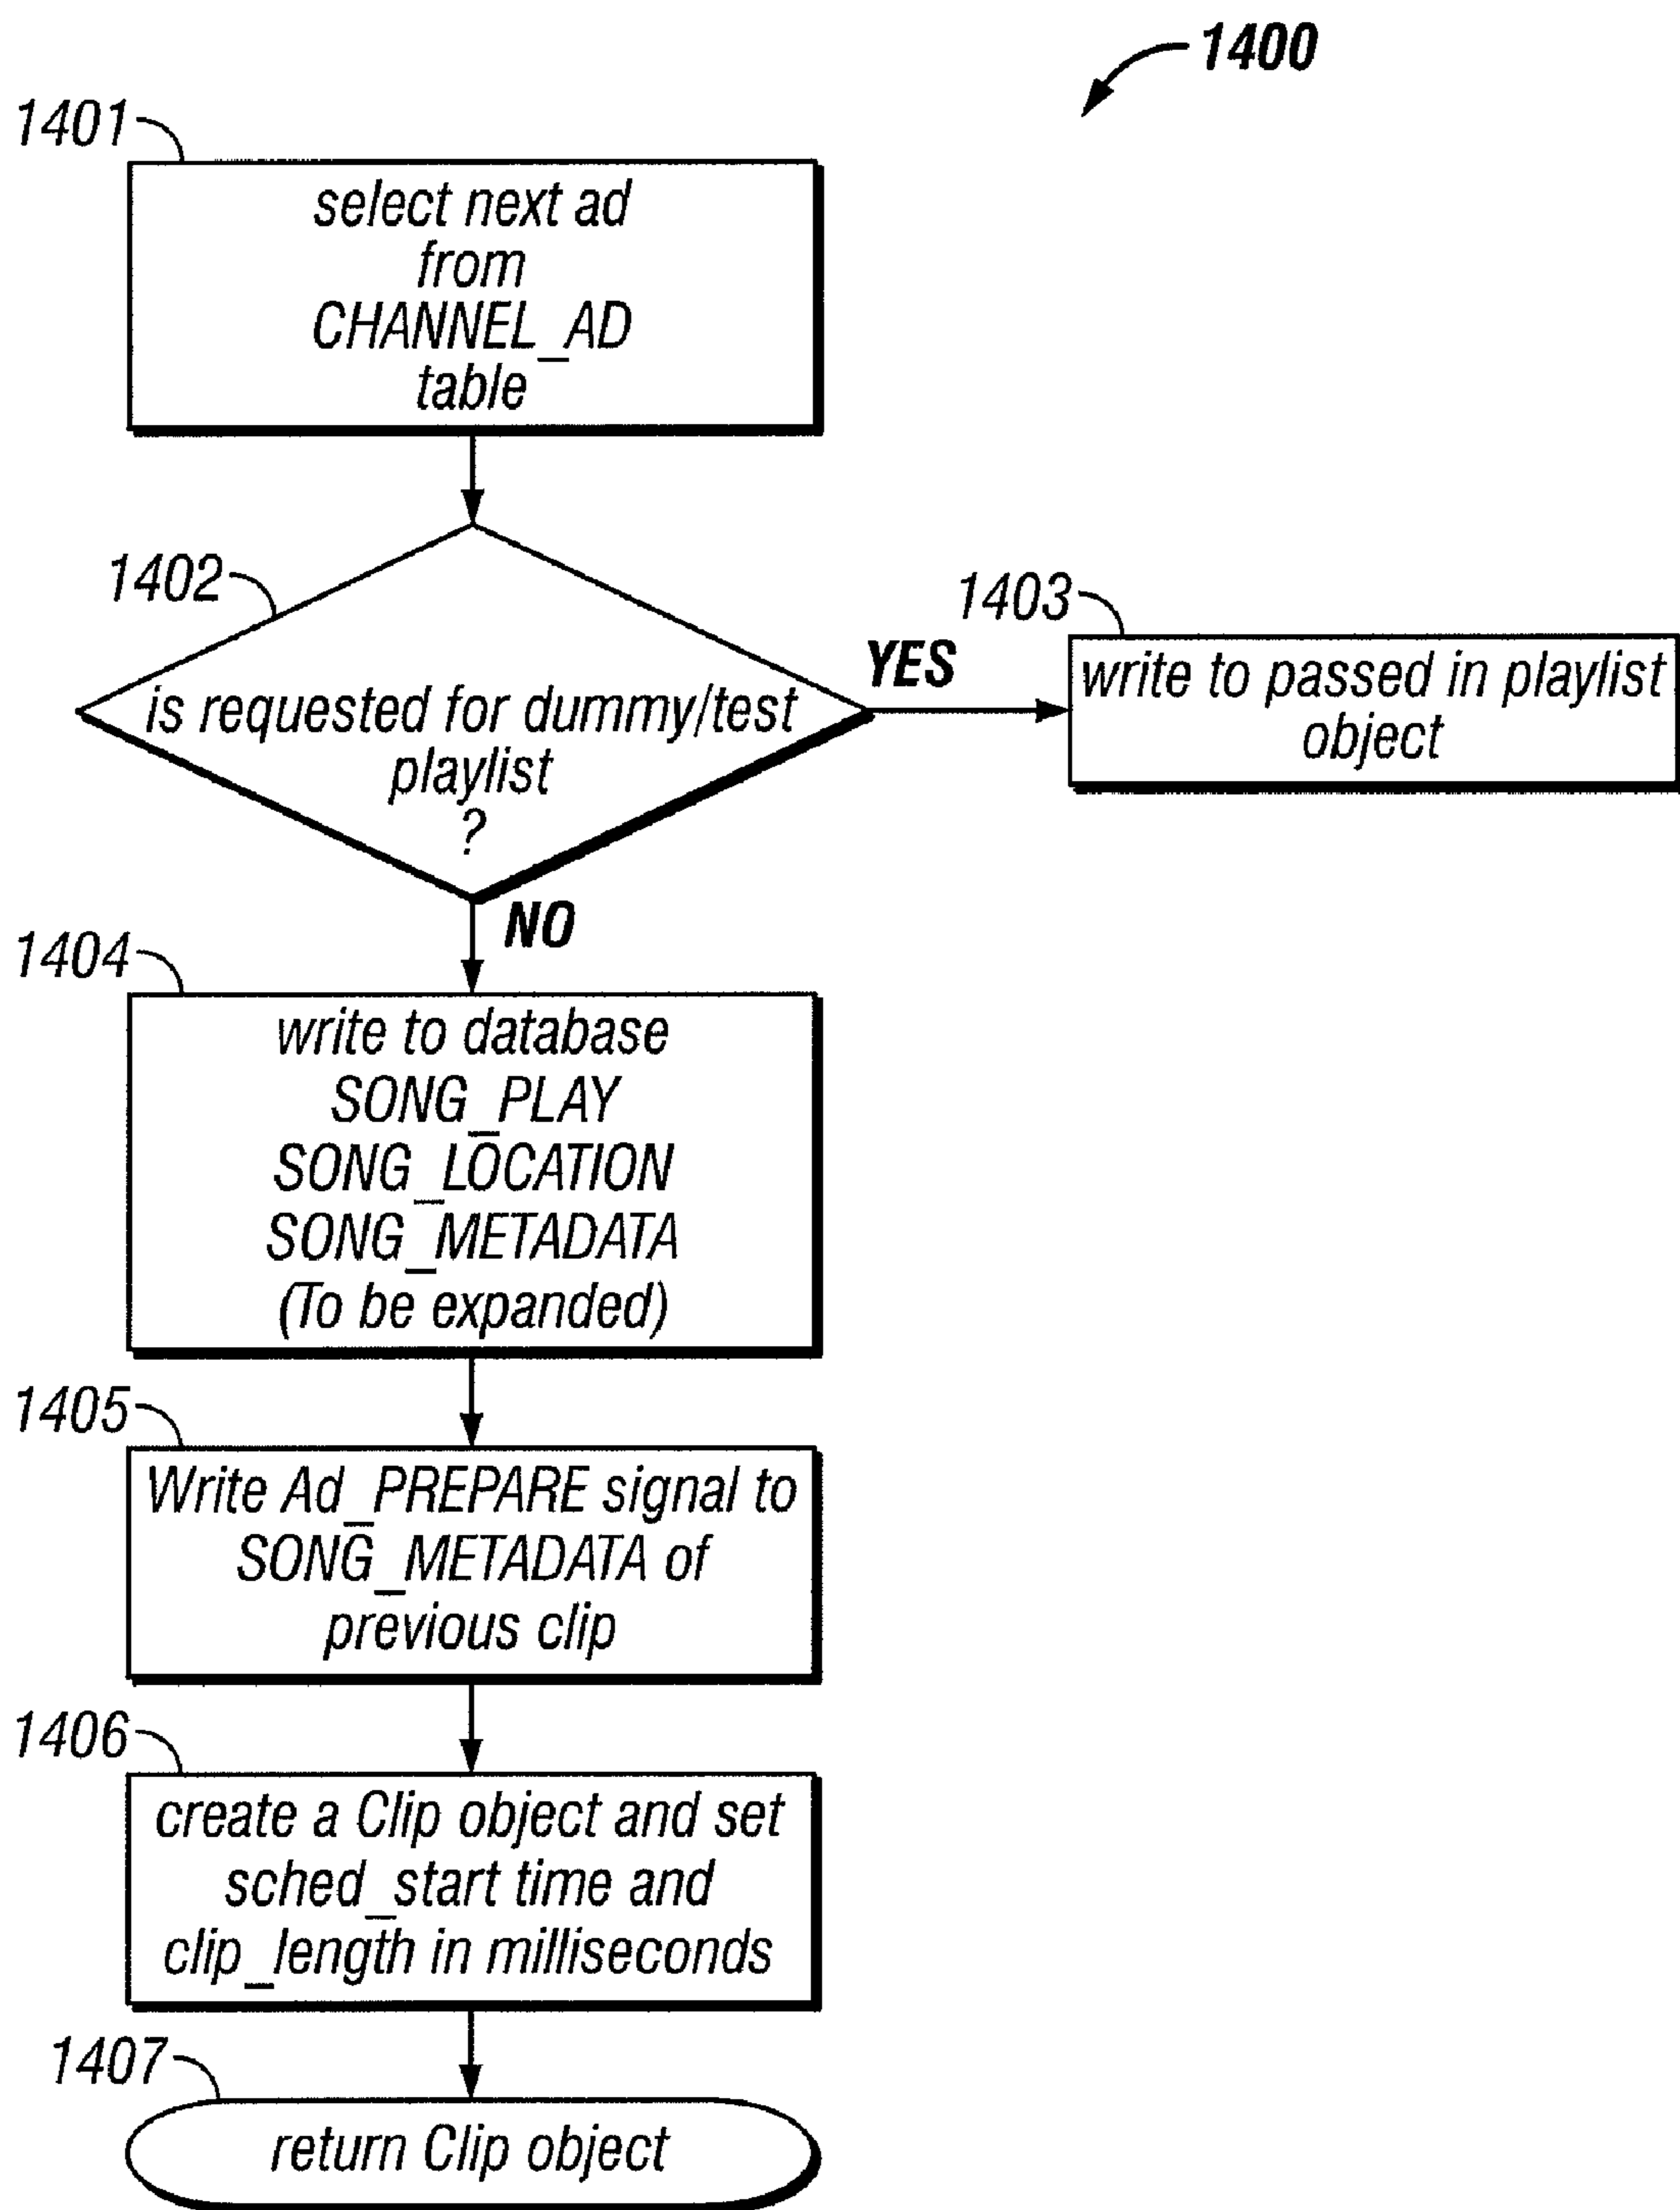 1400
1401
select next ad
from
CHANNEL_AD
table
1402
is requested for dummy/test
playlist
?
YES
1403
write to passed in playlist
object
NO
1404
write to database
SONG_PLAY
SONG_LOCATION
SONG_METADATA
(To be expanded)
1405
Write Ad_PREPARE signal to
SONG_METADATA of
previous clip
1406
create a Clip object and set
sched_start time and
clip_length in milliseconds
1407
return Clip object